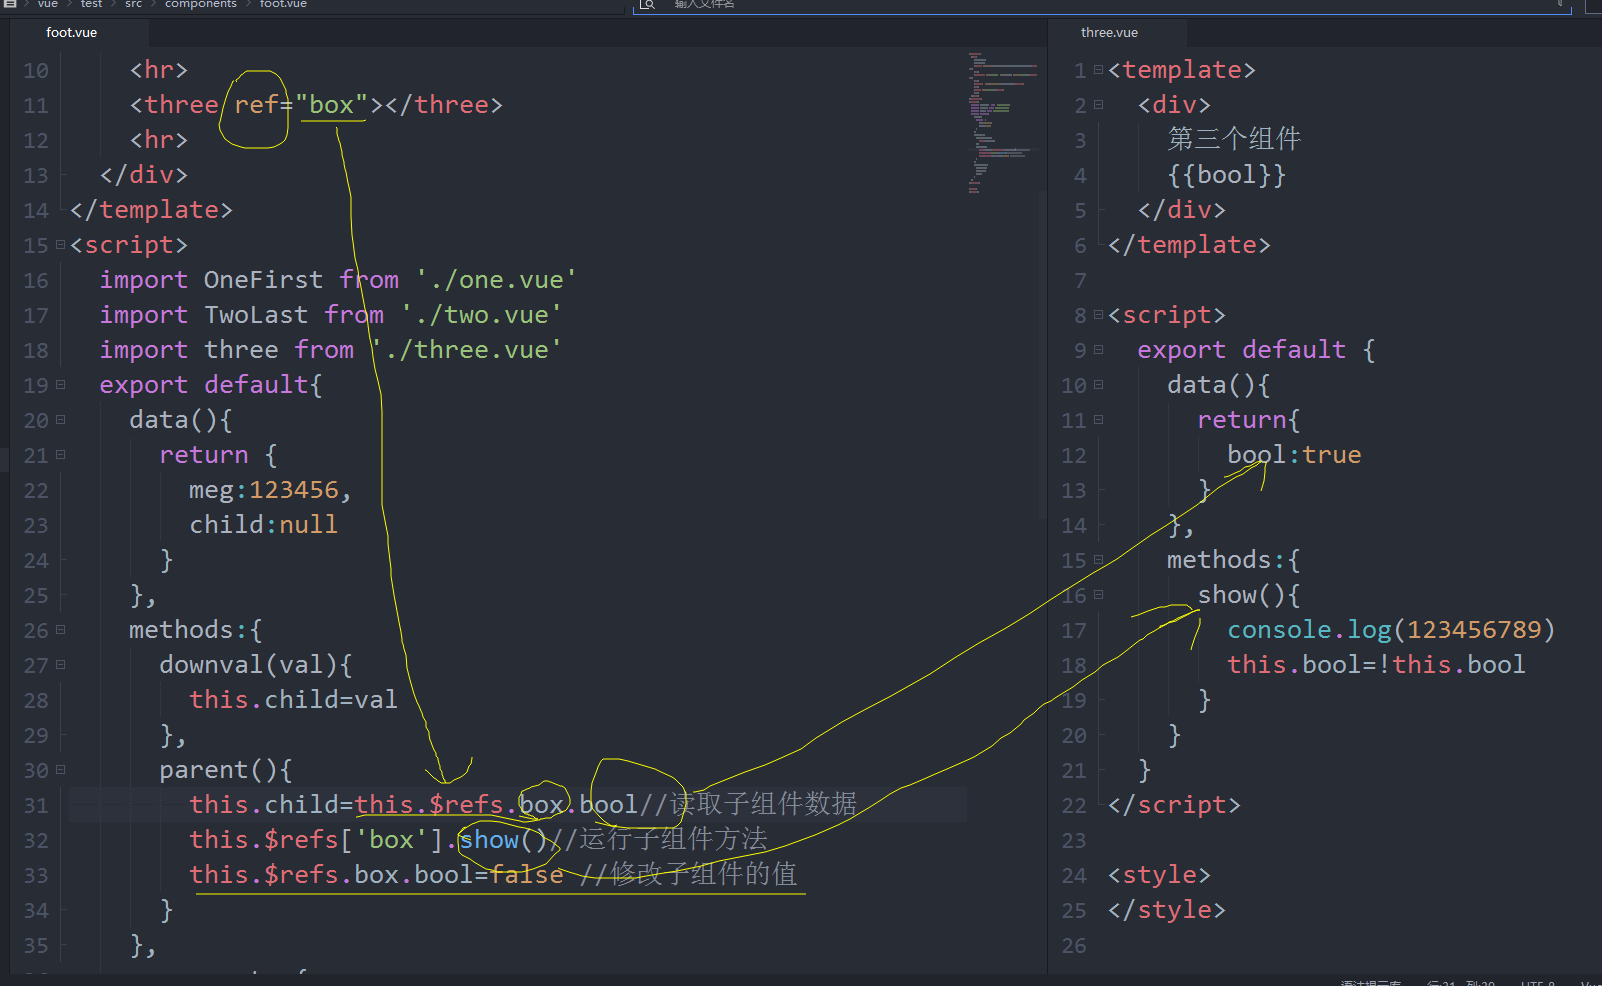 vue > test > src > components > foot.vue
输入文件名
foot.vue
10 <hr>
11 <three ref="box"></three>
12 <hr>
13 </div>
14 </template>
15 <script>
16 import OneFirst from './one.vue'
17 import TwoLast from './two.vue'
18 import three from './three.vue'
19 export default{
20 data(){
21 return {
22 meg:123456,
23 child:null
24 }
25 },
26 methods:{
27 downval(val){
28 this.child=val
29 },
30 parent(){
31 this.child=this.$refs.box.bool//读取子组件数据
32 this.$refs['box'].show()//运行子组件方法
33 this.$refs.box.bool=false //修改子组件的值
34 }
35 },
three.vue
1 <template>
2 <div>
3 第三个组件
4 {{bool}}
5 </div>
6 </template>
7
8 <script>
9 export default {
10 data(){
11 return{
12 bool:true
13 }
14 },
15 methods:{
16 show(){
17 console.log(123456789)
18 this.bool=!this.bool
19 }
20 }
21 }
22 </script>
23
24 <style>
25 </style>
26
语法提示库 行:31 列:30 UTF-8 Vue